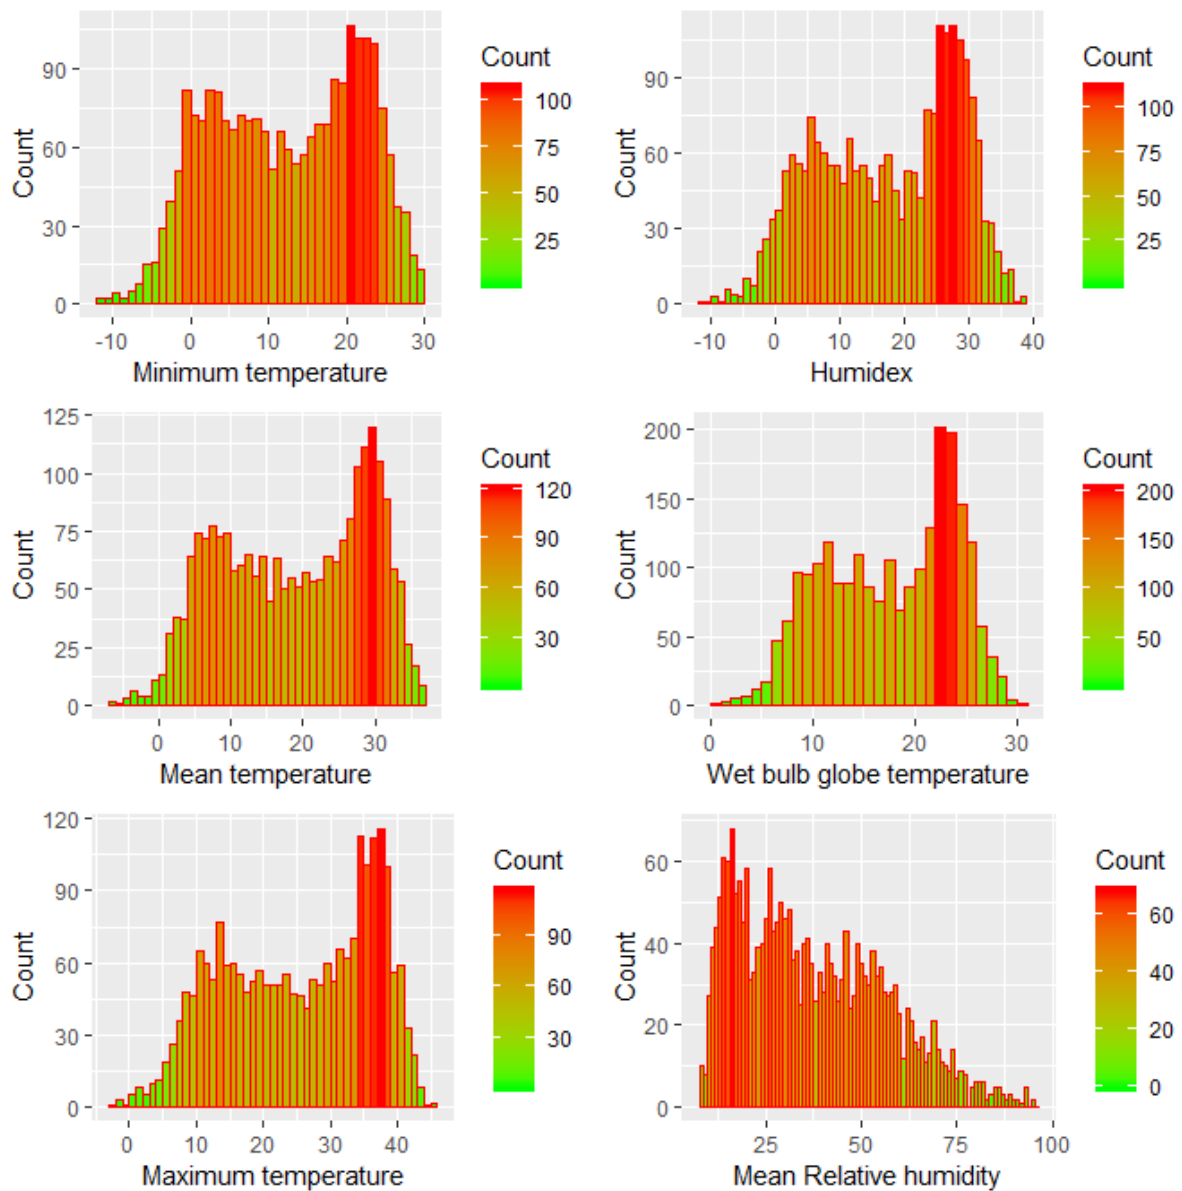 Count
90
60
30
0
-10 0 10 20 30
Minimum temperature
Count
100
75
50
25
Count
90
60
30
0
-10 0 10 20 30 40
Humidex
Count
100
75
50
25
Count
125
100
75
50
25
0
0 10 20 30
Mean temperature
Count
120
90
60
30
Count
200
150
100
50
0
0 10 20 30
Wet bulb globe temperature
Count
200
150
100
50
Count
120
90
60
30
0
0 10 20 30 40
Maximum temperature
Count
90
60
30
Count
60
40
20
0
25 50 75 100
Mean Relative humidity
Count
60
40
20
0